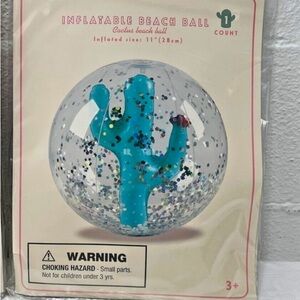 INFLATABLE BEACH BALL
Cactus beach ball
Inflated size: 11" (28cm)
1
COUNT
WARNING
CHOKING HAZARD - Small parts.
Not for children under 3 yrs.
3+